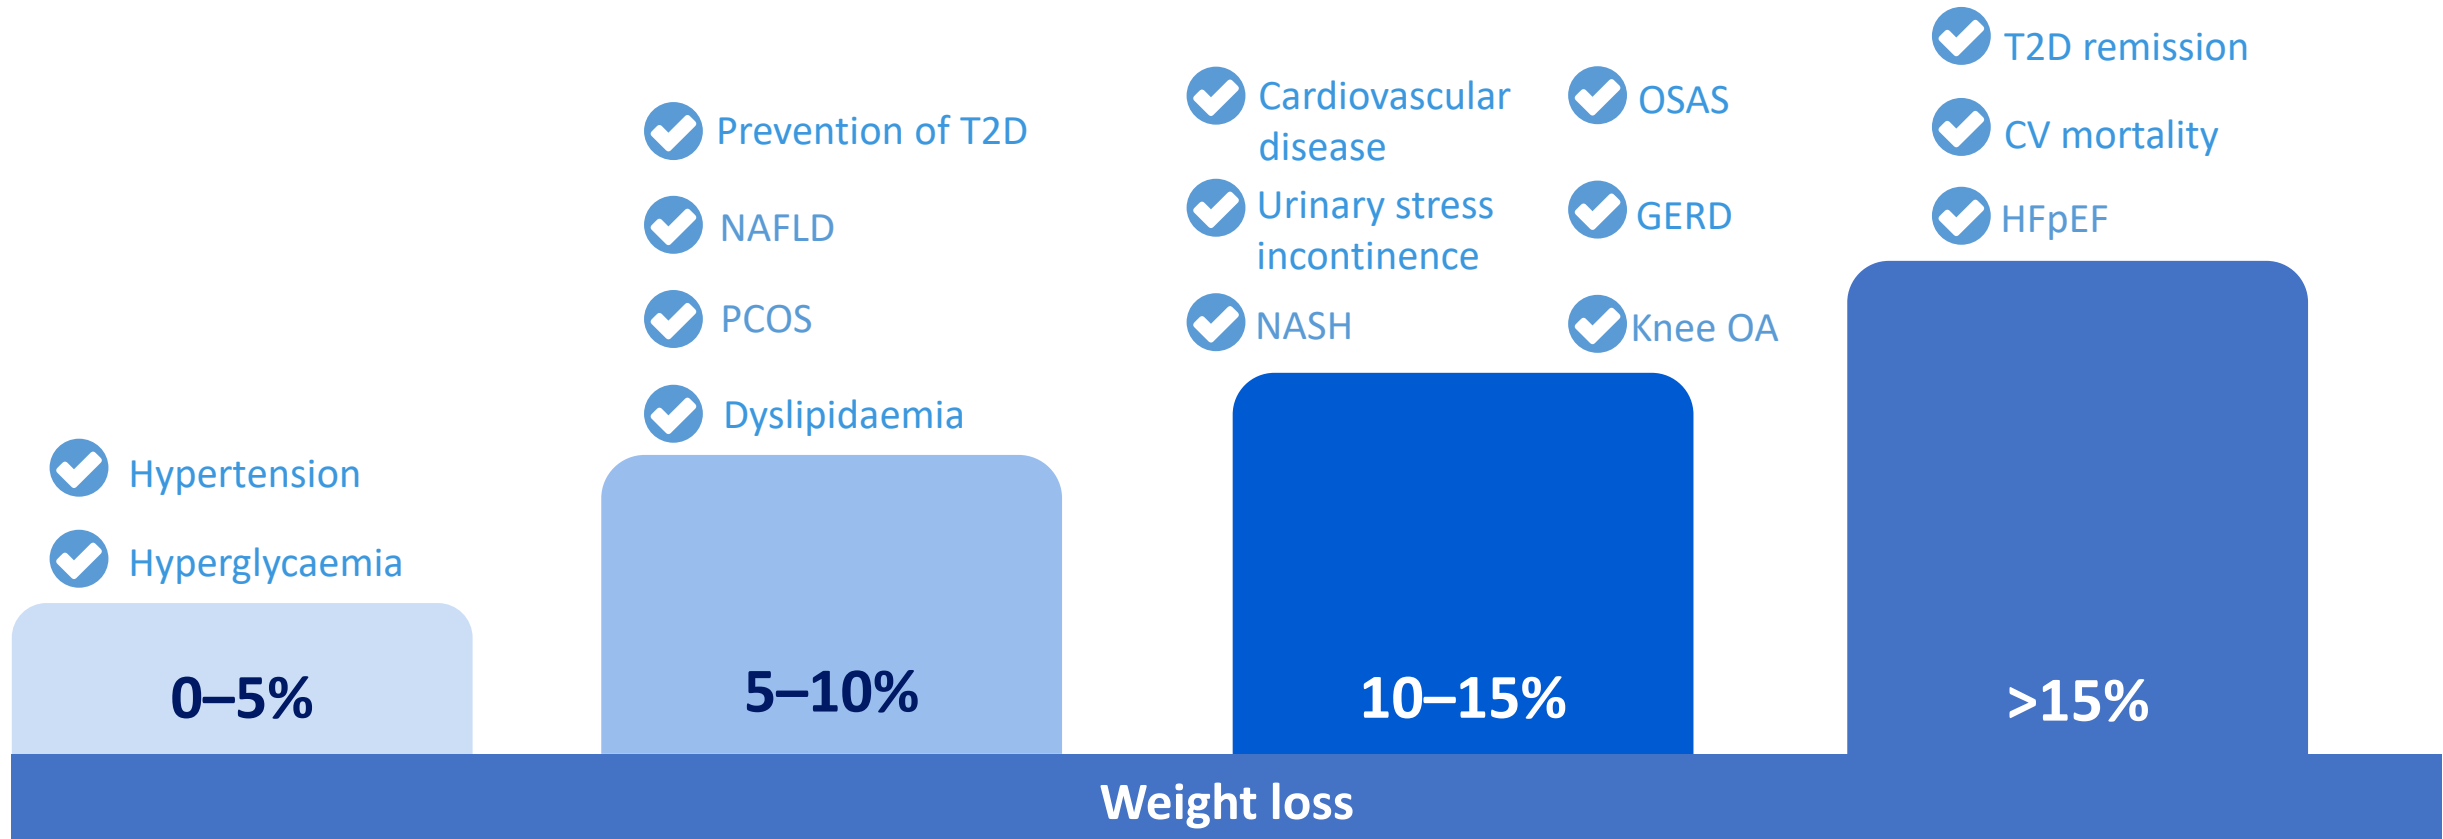 Hypertension
Hyperglycaemia
0–5%
Prevention of T2D
NAFLD
PCOS
Dyslipidaemia
5–10%
Cardiovascular
disease
Urinary stress
incontinence
NASH
OSAS
GERD
Knee OA
10–15%
T2D remission
CV mortality
HFpEF
>15%
Weight loss